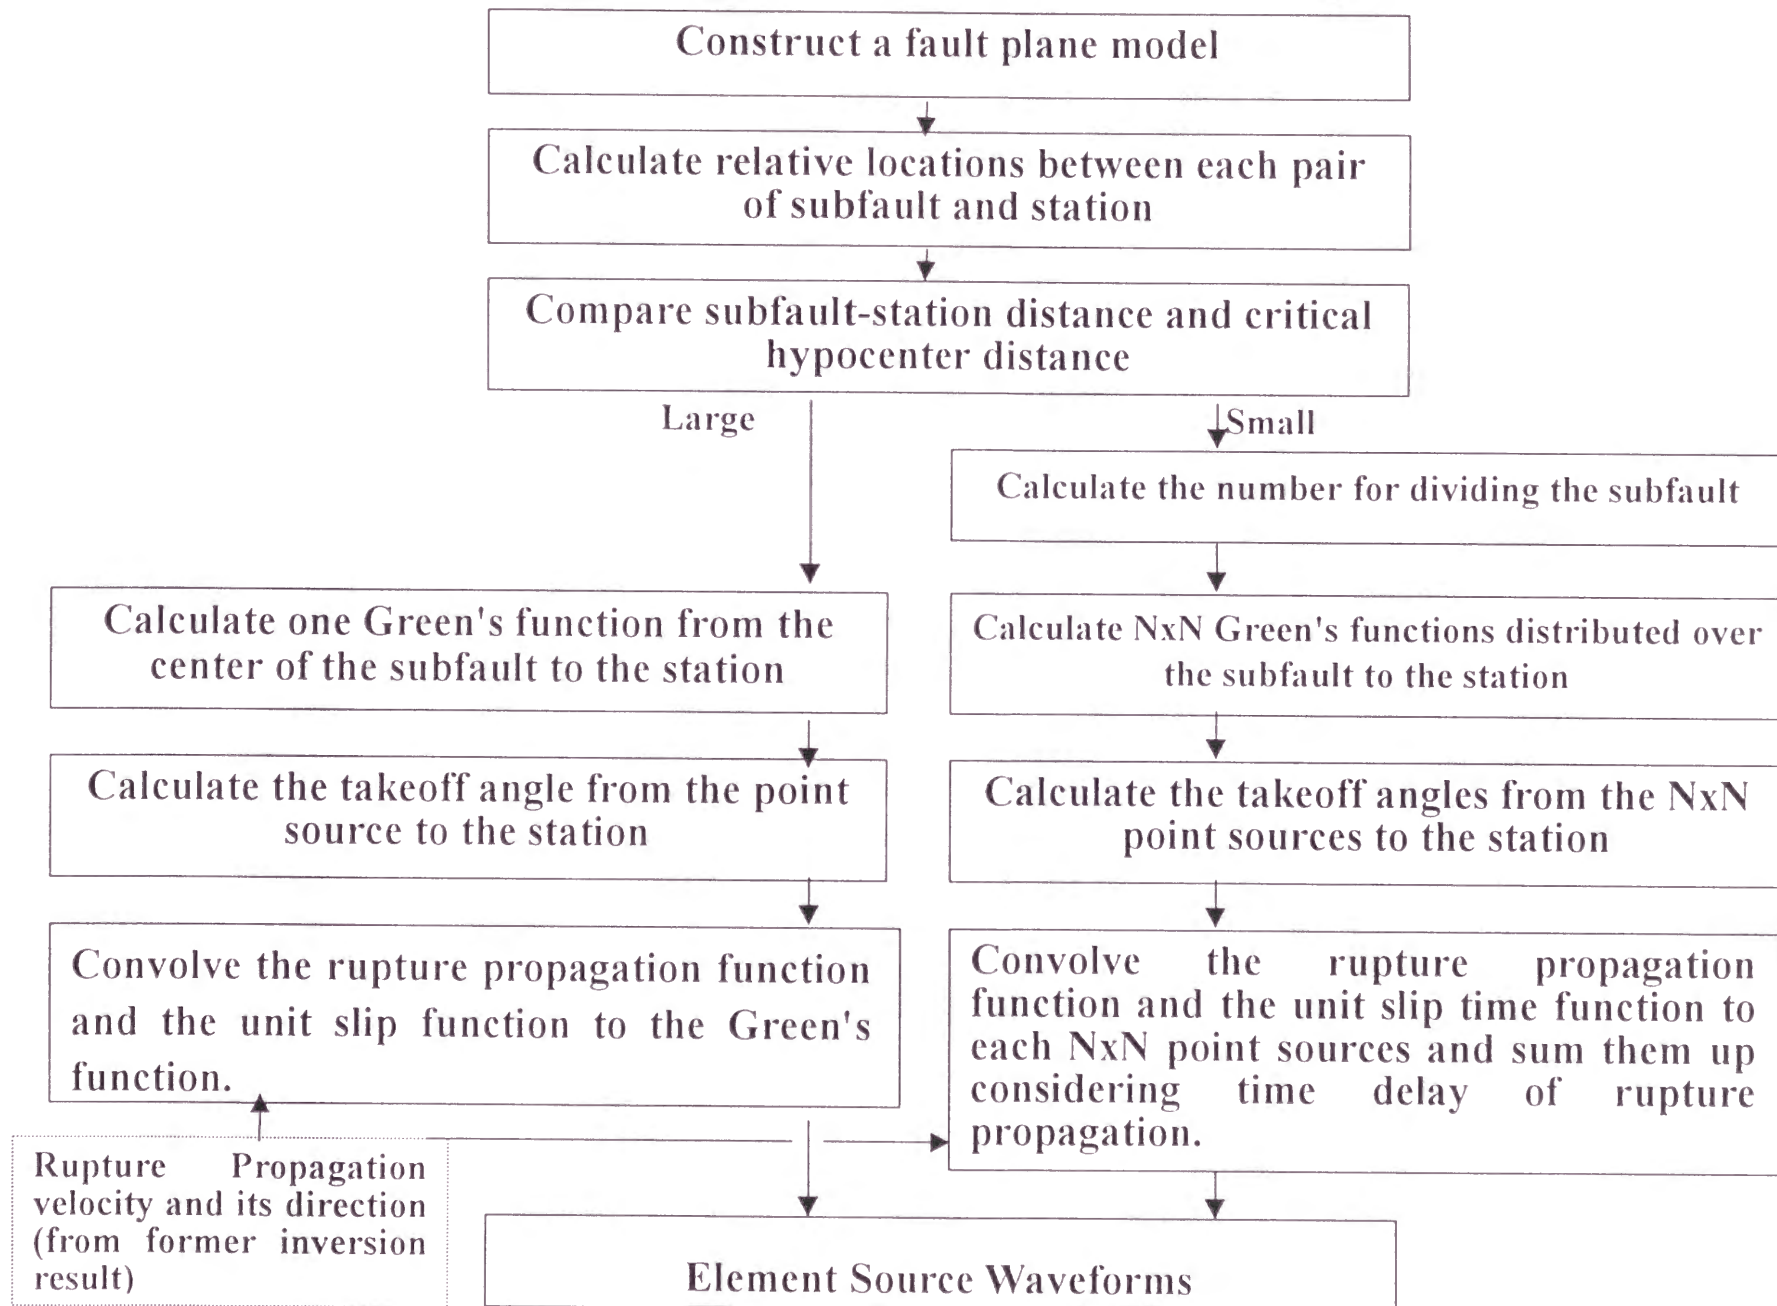 Construct a fault plane model
Calculate relative locations between each pair
of subfault and station
Compare subfault-station distance and critical
hypocenter distance
Large
Small
Calculate the number for dividing the subfault
Calculate one Green's function from the
center of the subfault to the station
Calculate NxN Green's functions distributed over
the subfault to the station
Calculate the takeoff angle from the point
source to the station
Calculate the takeoff angles from the NxN
point sources to the station
Convolve the rupture propagation function
and the unit slip function to the Green's
function.
Convolve the rupture propagation
function and the unit slip time function to
each NxN point sources and sum them up
considering time delay of rupture
propagation.
Rupture Propagation
velocity and its direction
(from former inversion
result)
Element Source Waveforms